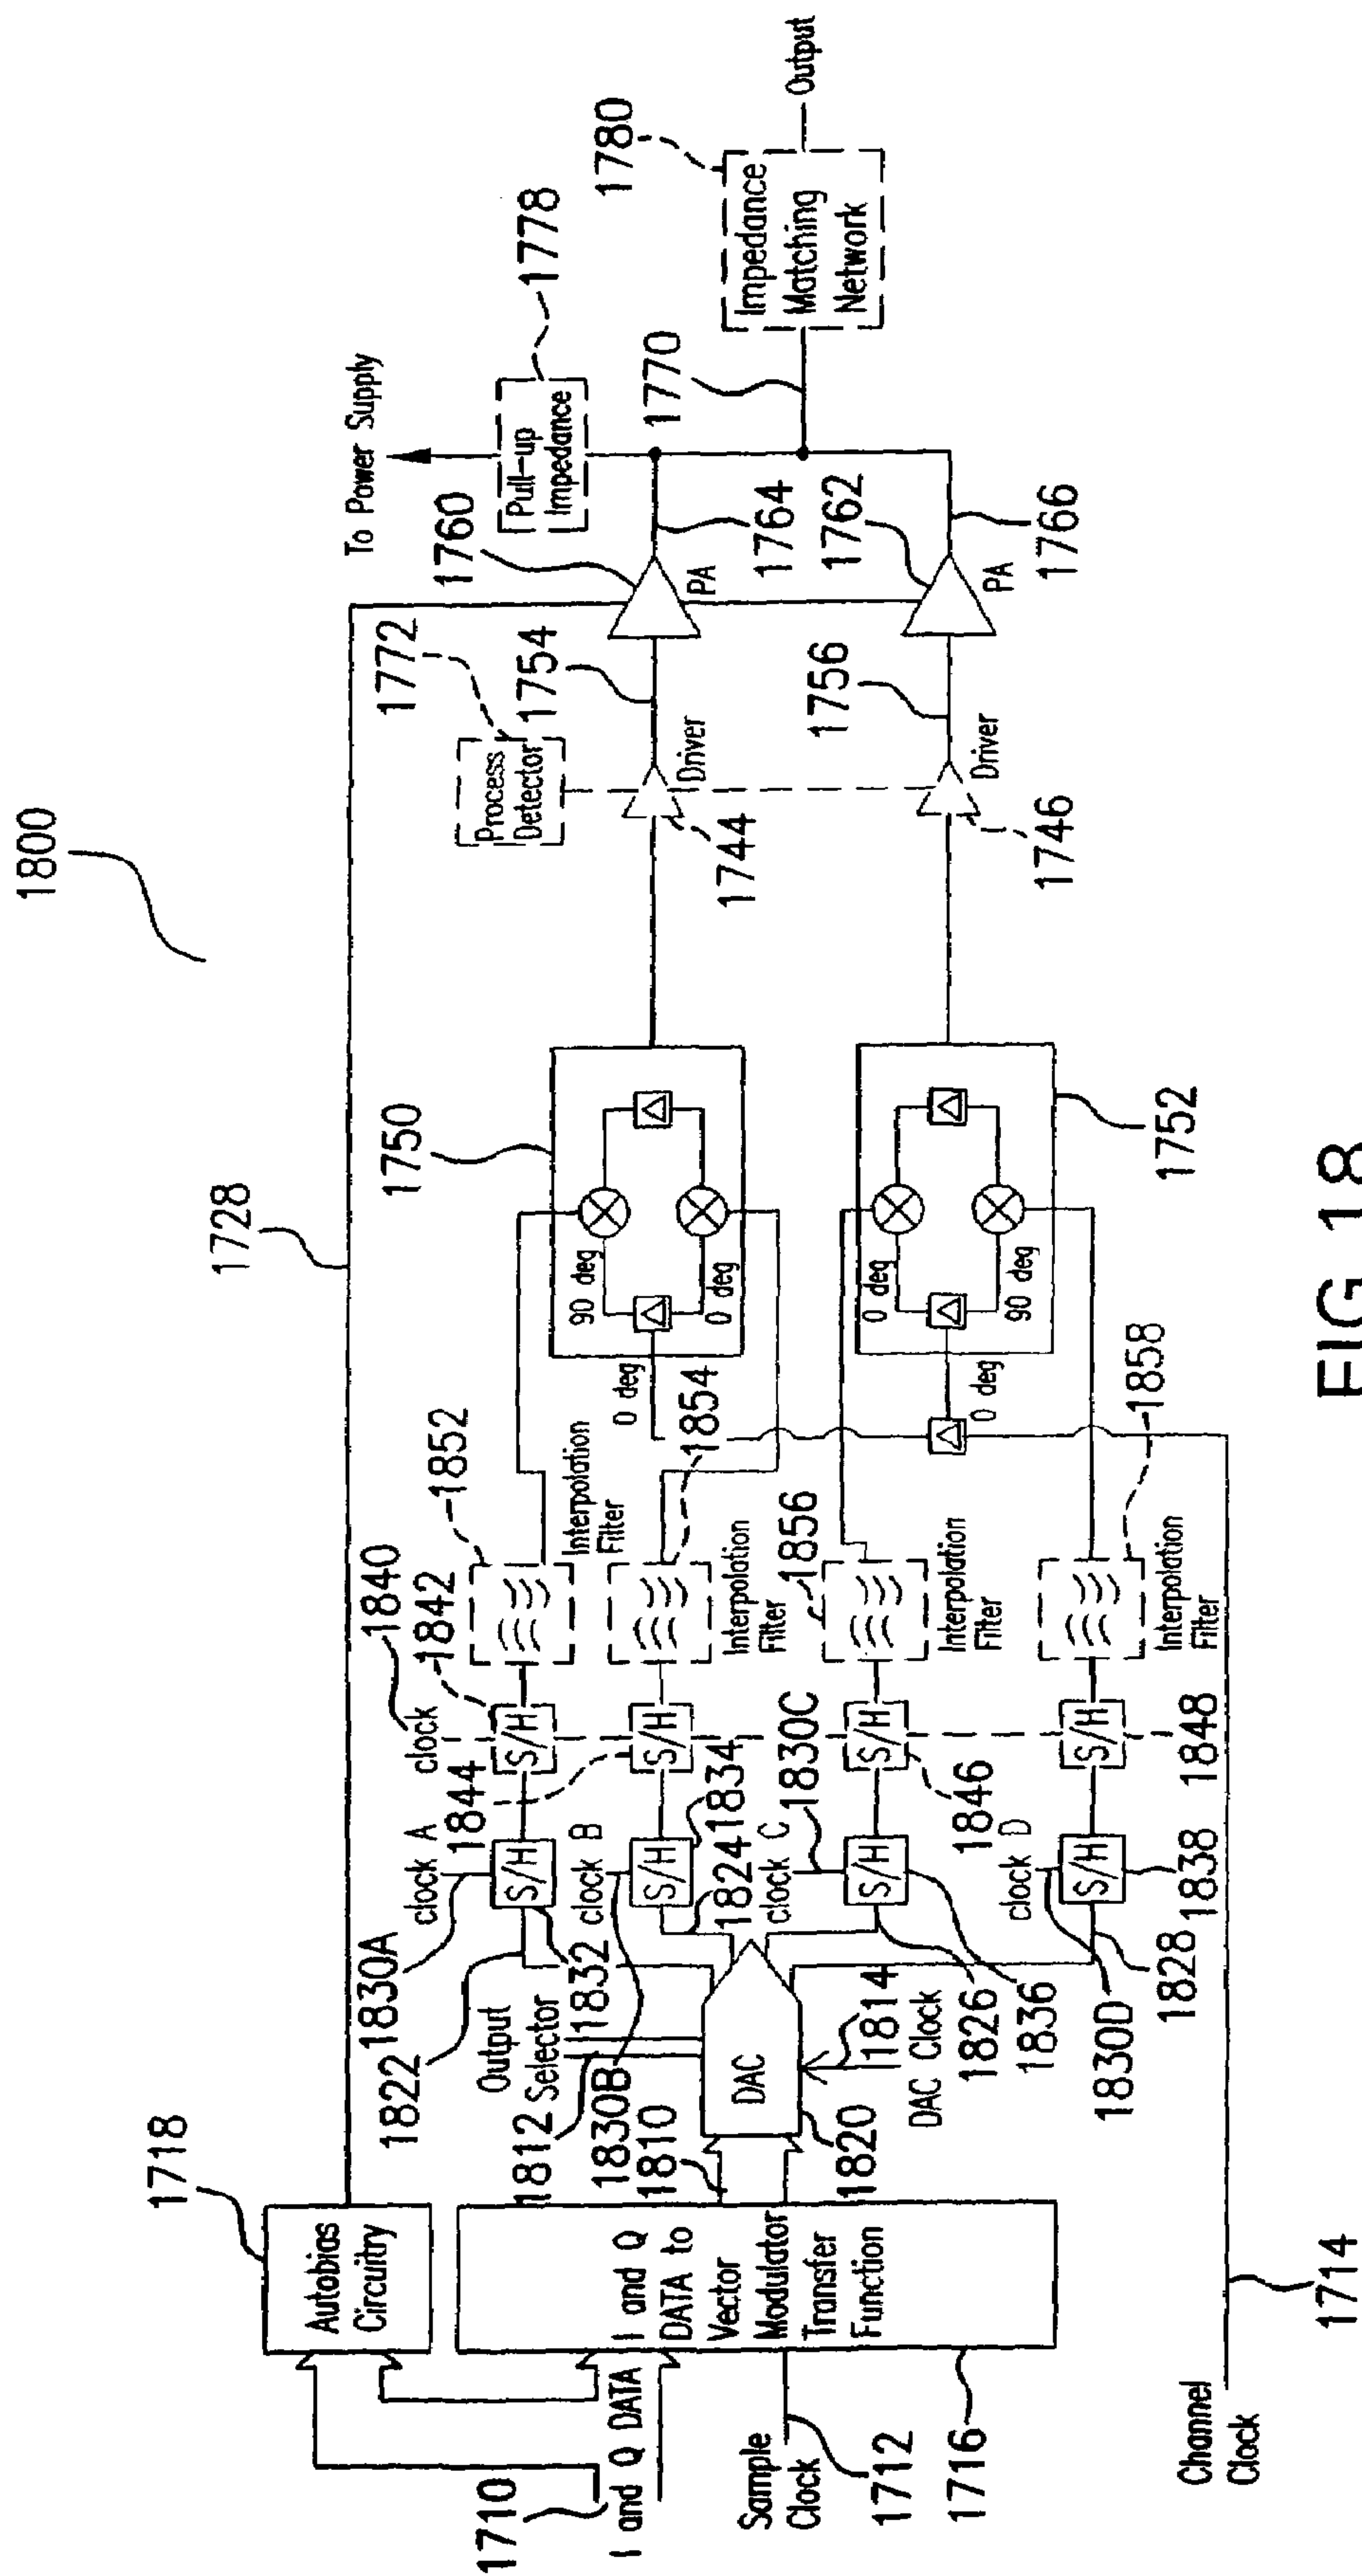 1800
To Power Supply
1728
1718
Autobias
Circuitry
1710
I and Q DATA
I and Q
DATA to
Vector
Modulator
Transfer
Function
Sample
Clock
1712
1716
Channel
Clock
1714
1810
1812
Output
Selector
DAC
1820
1814
DAC Clock
1822
1824
1826
1828
1830A
clock A
S/H
1832
1830B
clock B
S/H
1834
1830C
clock C
S/H
1836
1830D
clock D
S/H
1838
1840
clock
1842
S/H
1844
S/H
1846
S/H
1848
S/H
1852
Interpolation
Filter
1854
Interpolation
Filter
1856
Interpolation
Filter
1858
Interpolation
Filter
1750
90 deg
0 deg
0 deg
1752
0 deg
90 deg
0 deg
1772
Process
Detector
1744
Driver
1754
1746
Driver
1756
1760
PA
1764
1762
PA
1766
1778
Pull-up
Impedance
1770
1780
Impedance
Matching
Network
Output
FIG.18